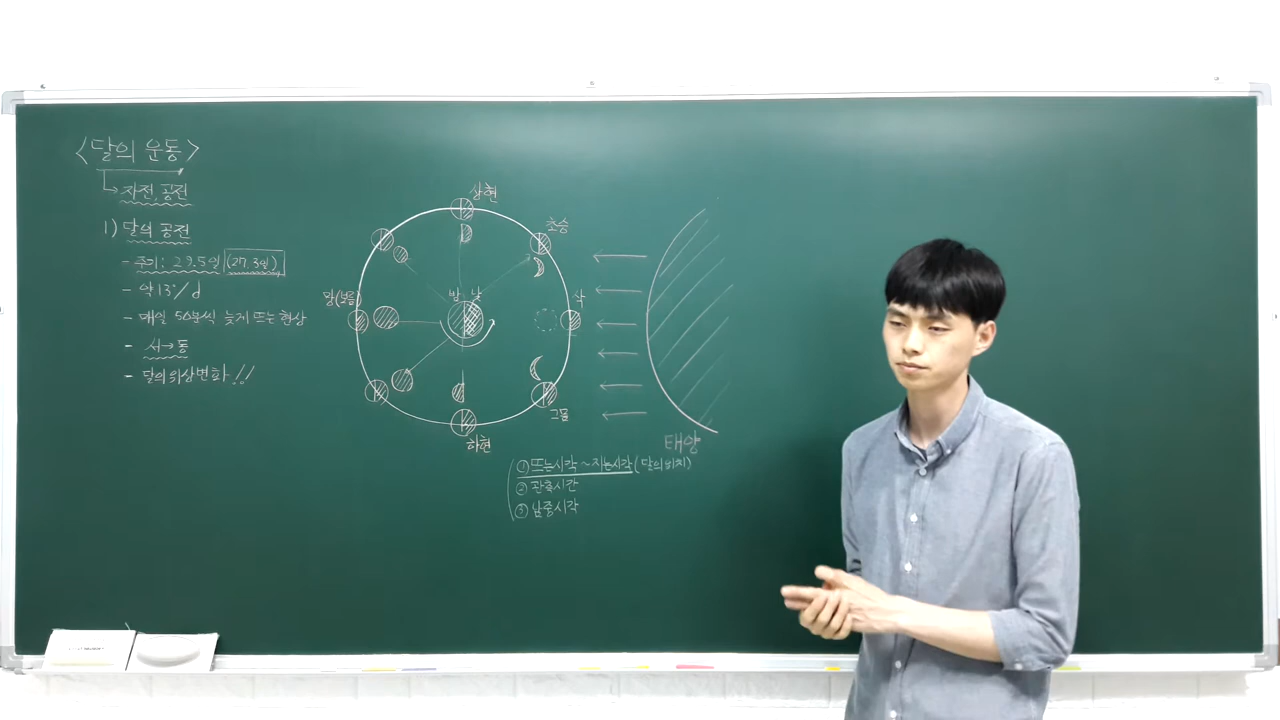 <달의 운동>
↳ 자전, 공전
1) 달의 공전
- 주기: 29.5일 (27.3일)
- 약 13°/d
- 매일 50분씩 늦게 뜨는 현상
- 서→동
- 달의 위상변화!!
상현
초승
망(보름)
밤 낮
삭
그믐
하현
태양
① 뜨는시각 ~ 지는시각 (달의 위치)
② 관측시간
③ 남중시각